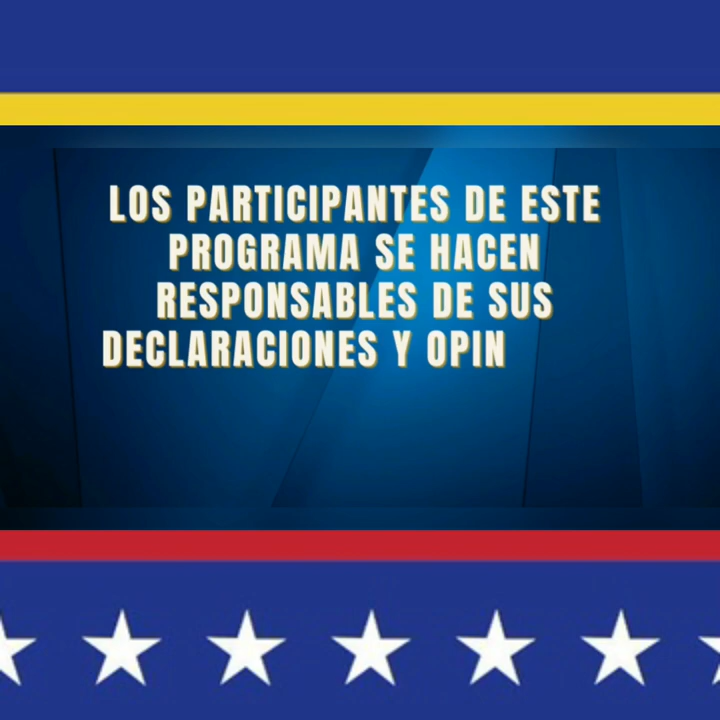 LOS PARTICIPANTES DE ESTE
PROGRAMA SE HACEN
RESPONSABLES DE SUS
DECLARACIONES Y OPIN